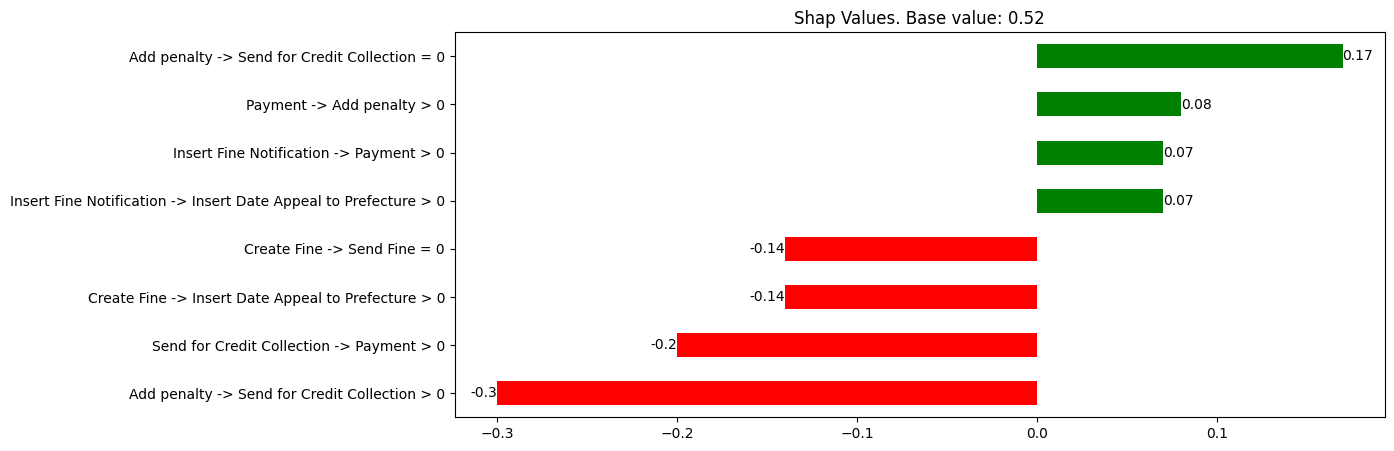 Shap Values. Base value: 0.52
Add penalty -> Send for Credit Collection = 0
0.17
Payment -> Add penalty > 0
0.08
Insert Fine Notification -> Payment > 0
0.07
Insert Fine Notification -> Insert Date Appeal to Prefecture > 0
0.07
Create Fine -> Send Fine = 0
-0.14
Create Fine -> Insert Date Appeal to Prefecture > 0
-0.14
Send for Credit Collection -> Payment > 0
-0.2
Add penalty -> Send for Credit Collection > 0
-0.3
−0.3 −0.2 −0.1 0.0 0.1